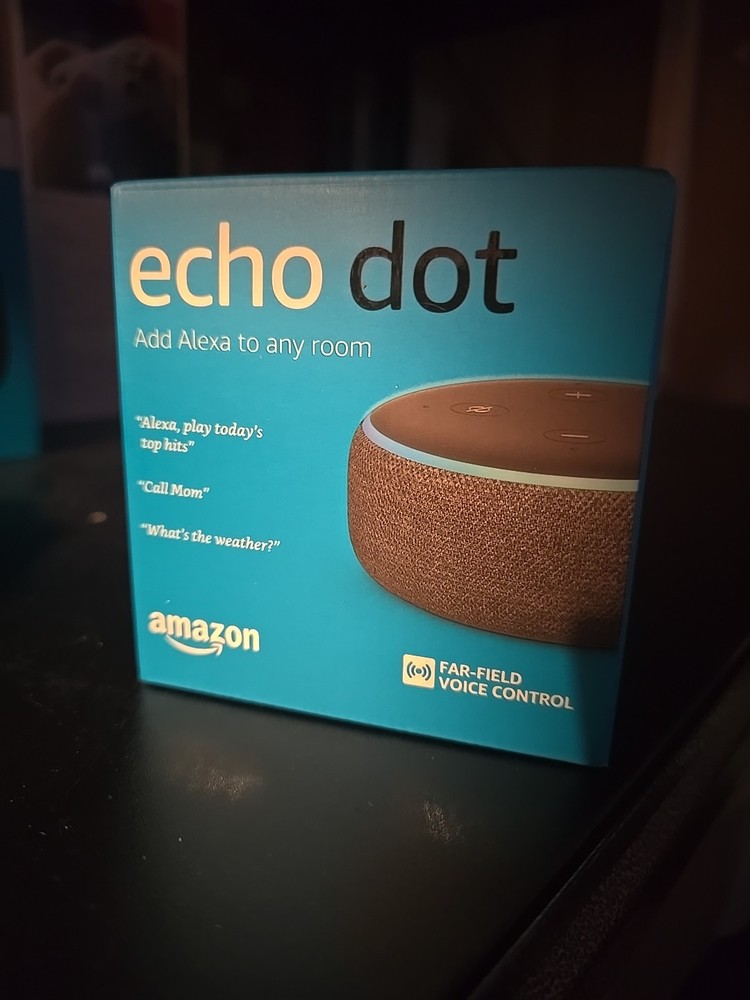 echo dot
Add Alexa to any room
“Alexa, play today’s
top hits”
“Call Mom”
“What’s the weather?”
amazon
FAR-FIELD
VOICE CONTROL